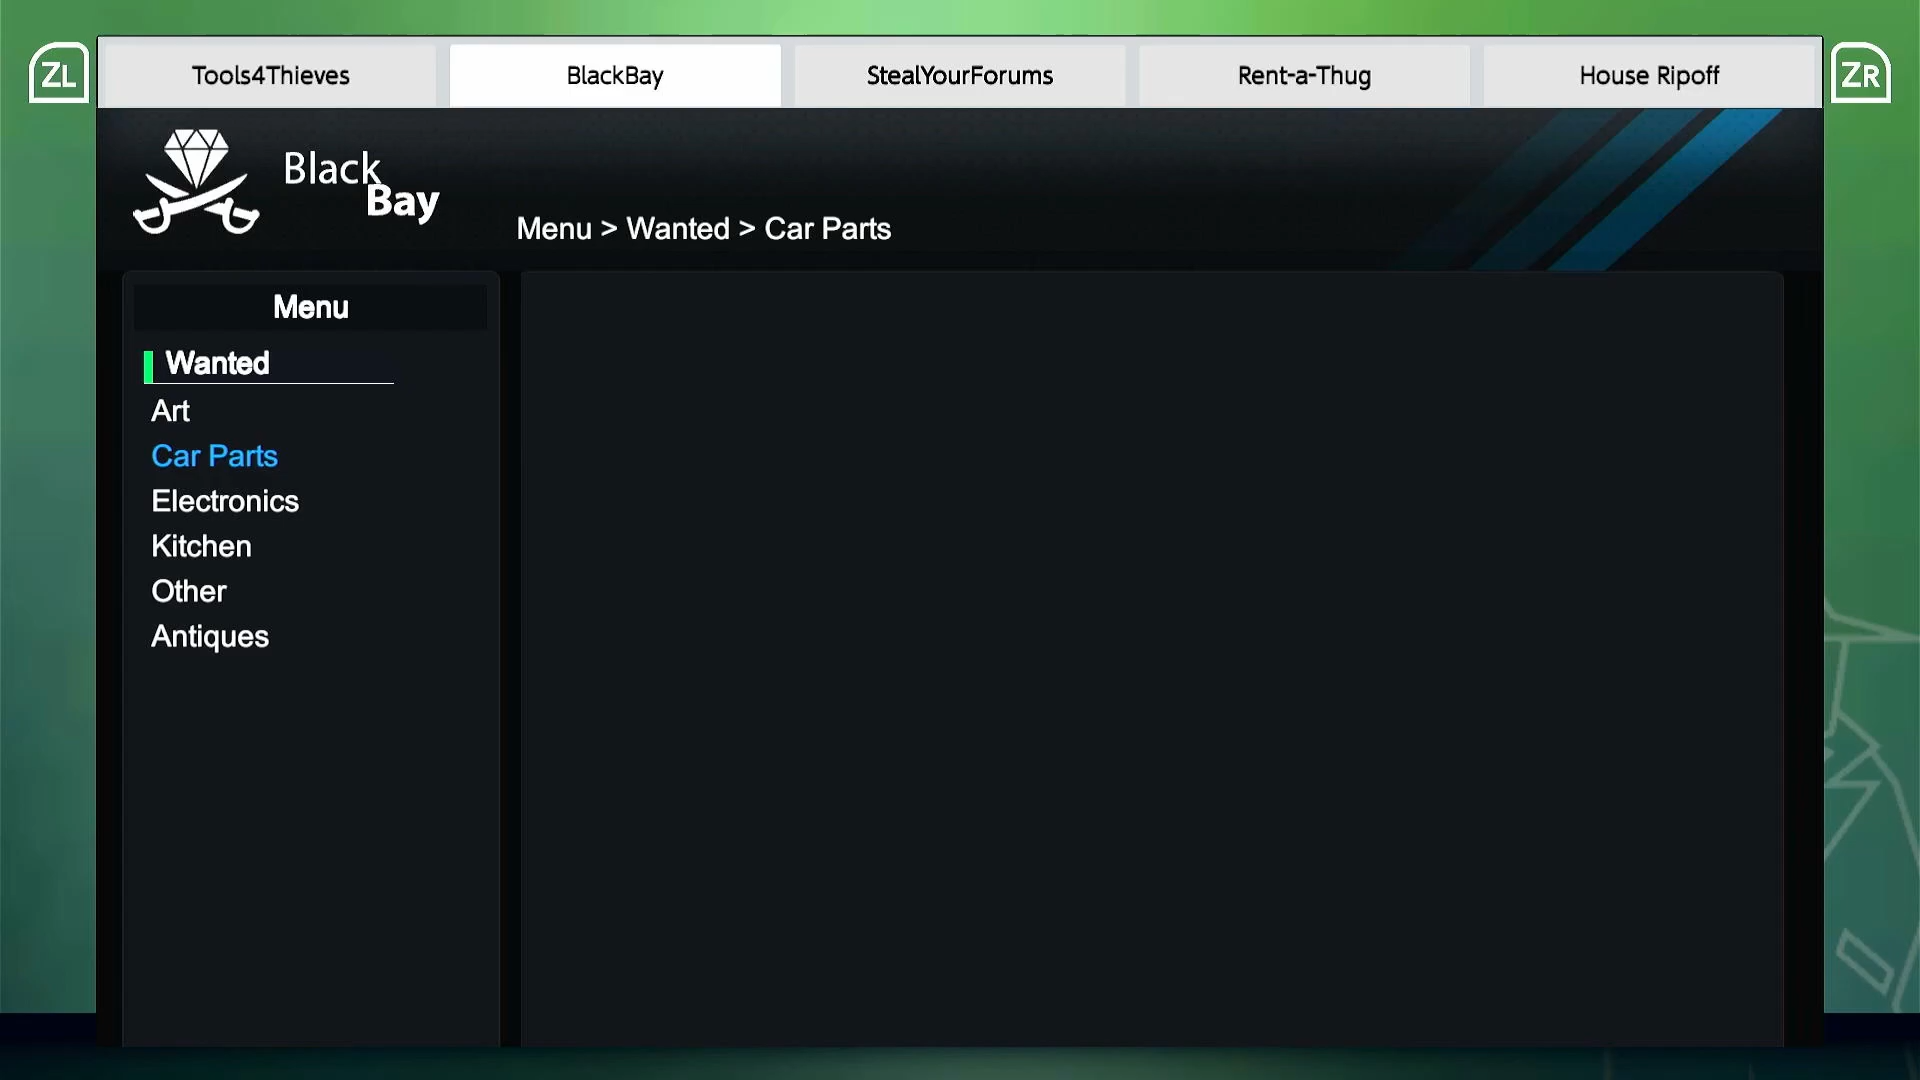 ZL
Tools4Thieves
BlackBay
StealYourForums
Rent-a-Thug
House Ripoff
ZR
Black
Bay
Menu > Wanted > Car Parts
Menu
Wanted
Art
Car Parts
Electronics
Kitchen
Other
Antiques